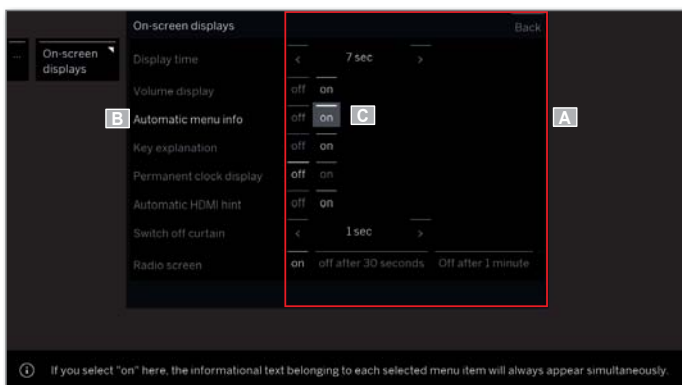 On-screen displays
Back
...
On-screen
displays
Display time
< 7 sec >
Volume display
off on
B Automatic menu info
off on C
A
Key explanation
off on
Permanent clock display
off on
Automatic HDMI hint
off on
Switch off curtain
< 1 sec >
Radio screen
on off after 30 seconds Off after 1 minute
i If you select "on" here, the informational text belonging to each selected menu item will always appear simultaneously.